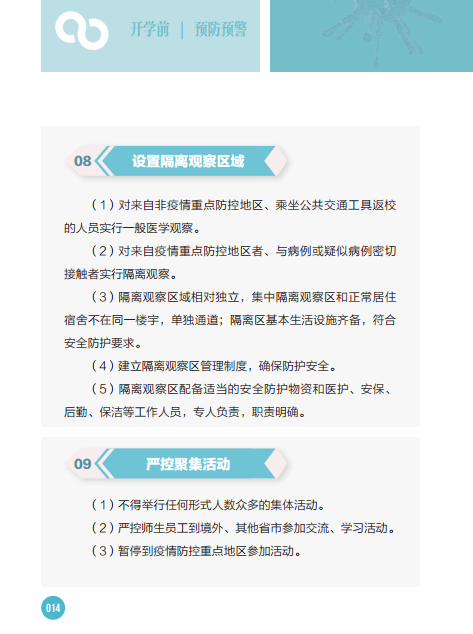 开学前 | 预防预警
08 设置隔离观察区域
（1）对来自非疫情重点防控地区、乘坐公共交通工具返校
的人员实行一般医学观察。
（2）对来自疫情重点防控地区者、与病例或疑似病例密切
接触者实行隔离观察。
（3）隔离观察区域相对独立，集中隔离观察区和正常居住
宿舍不在同一楼宇，单独通道；隔离区基本生活设施齐备，符合
安全防护要求。
（4）建立隔离观察区管理制度，确保防护安全。
（5）隔离观察区配备适当的安全防护物资和医护、安保、
后勤、保洁等工作人员，专人负责，职责明确。
09 严控聚集活动
（1）不得举行任何形式人数众多的集体活动。
（2）严控师生员工到境外、其他省市参加交流、学习活动。
（3）暂停到疫情防控重点地区参加活动。
014